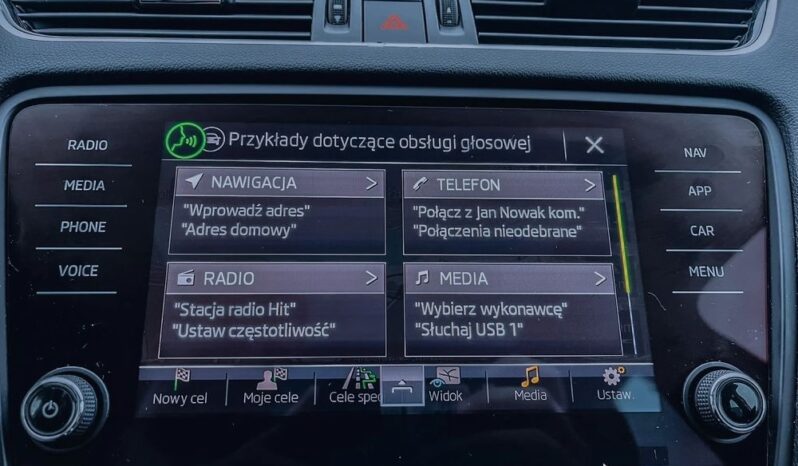 RADIO
MEDIA
PHONE
VOICE
Przykłady dotyczące obsługi głosowej
NAWIGACJA
"Wprowadź adres"
"Adres domowy"
TELEFON
"Połącz z Jan Nowak kom."
"Połączenia nieodebrane"
RADIO
"Stacja radio Hit"
"Ustaw częstotliwość"
MEDIA
"Wybierz wykonawcę"
"Słuchaj USB 1"
Nowy cel
Moje cele
Cele spec
Widok
Media
Ustaw.
NAV
APP
CAR
MENU